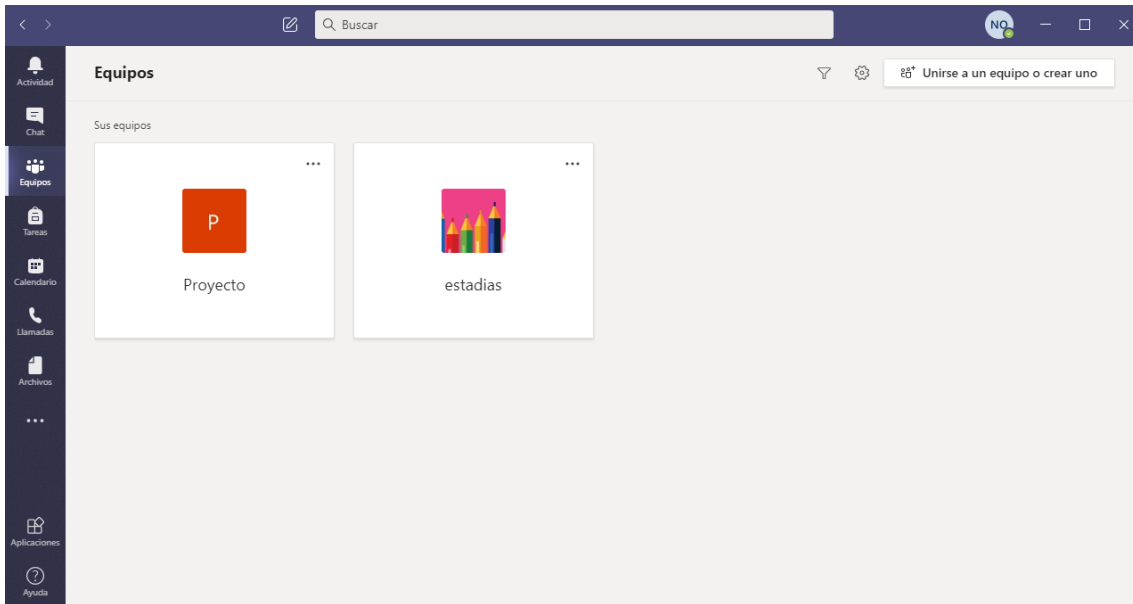 Buscar
NO
Actividad
Chat
Equipos
Tareas
Calendario
Llamadas
Archivos
Aplicaciones
Ayuda
Equipos
Unirse a un equipo o crear uno
Sus equipos
P
Proyecto
estadias